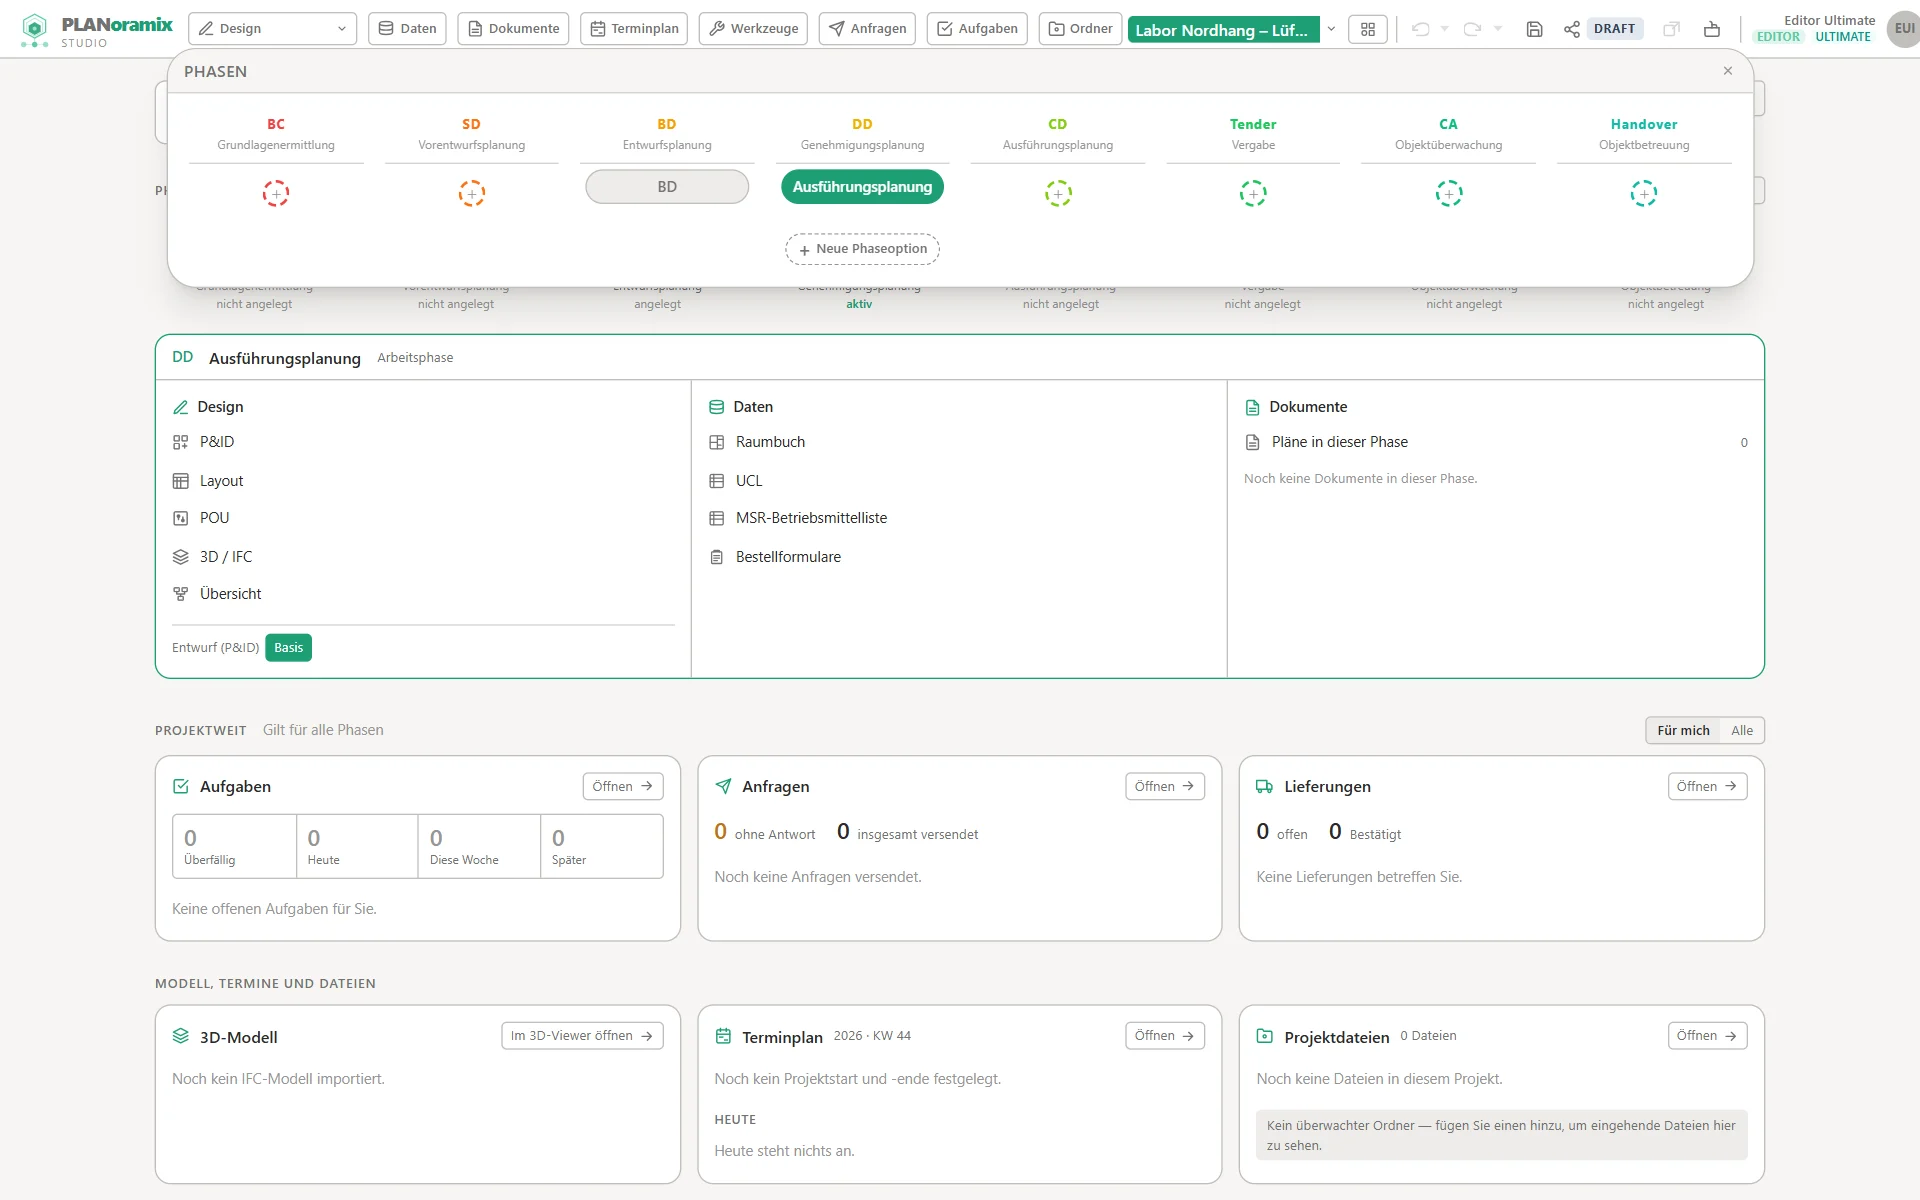 PLANoramix
STUDIO
Design
Daten
Dokumente
Terminplan
Werkzeuge
Anfragen
Aufgaben
Ordner
Labor Nordhang – Lüf...
DRAFT
Editor Ultimate
EDITOR ULTIMATE
EUI
PHASEN
BC
Grundlagenermittlung
SD
Vorentwurfsplanung
BD
Entwurfsplanung
DD
Genehmigungsplanung
CD
Ausführungsplanung
Tender
Vergabe
CA
Objektüberwachung
Handover
Objektbetreuung
BD
Ausführungsplanung
Neue Phaseoption
nicht angelegt
nicht angelegt
angelegt
aktiv
nicht angelegt
nicht angelegt
nicht angelegt
nicht angelegt
DD Ausführungsplanung Arbeitsphase
Design
P&ID
Layout
POU
3D / IFC
Übersicht
Entwurf (P&ID) Basis
Daten
Raumbuch
UCL
MSR-Betriebsmittelliste
Bestellformulare
Dokumente
Pläne in dieser Phase 0
Noch keine Dokumente in dieser Phase.
PROJEKTWEIT Gilt für alle Phasen
Für mich Alle
Aufgaben
Öffnen →
0 Überfällig
0 Heute
0 Diese Woche
0 Später
Keine offenen Aufgaben für Sie.
Anfragen
Öffnen →
0 ohne Antwort 0 insgesamt versendet
Noch keine Anfragen versendet.
Lieferungen
Öffnen →
0 offen 0 Bestätigt
Keine Lieferungen betreffen Sie.
MODELL, TERMINE UND DATEIEN
3D-Modell
Im 3D-Viewer öffnen →
Noch kein IFC-Modell importiert.
Terminplan 2026 · KW 44
Öffnen →
Noch kein Projektstart und -ende festgelegt.
HEUTE
Heute steht nichts an.
Projektdateien 0 Dateien
Öffnen →
Noch keine Dateien in diesem Projekt.
Kein überwachter Ordner — fügen Sie einen hinzu, um eingehende Dateien hier
zu sehen.